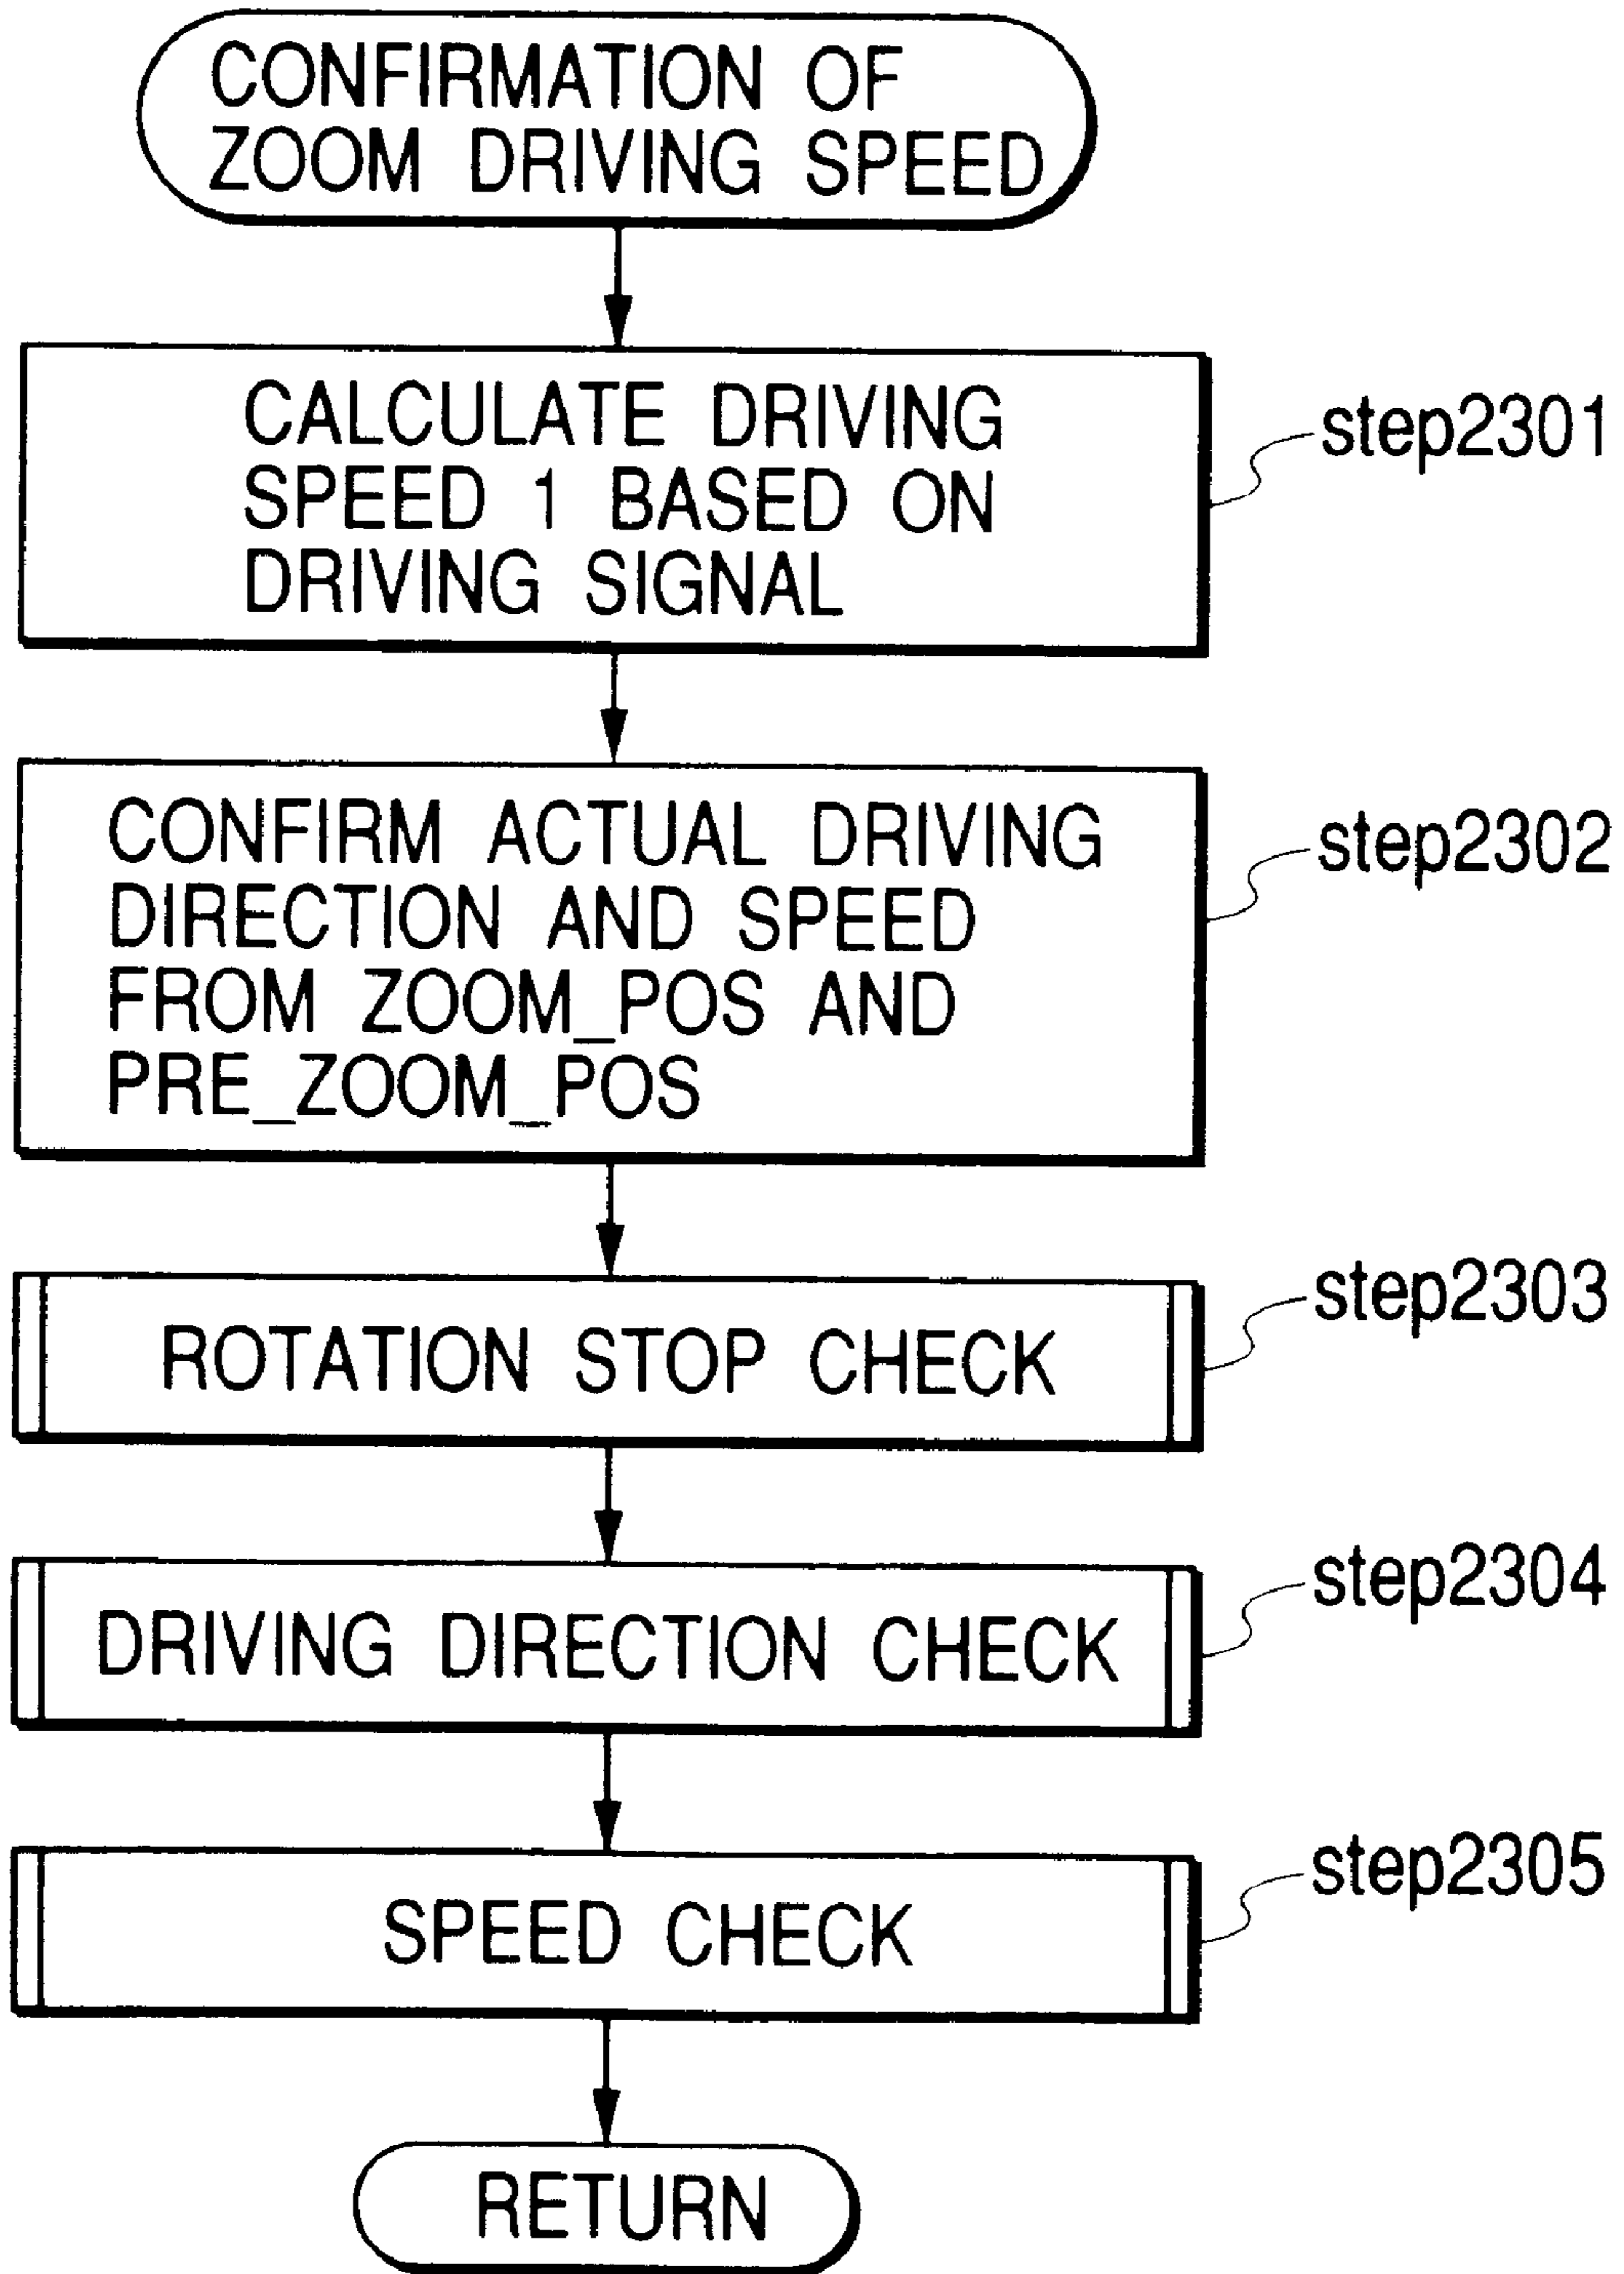 CONFIRMATION OF
ZOOM DRIVING SPEED
CALCULATE DRIVING
SPEED 1 BASED ON
DRIVING SIGNAL
step2301
CONFIRM ACTUAL DRIVING
DIRECTION AND SPEED
FROM ZOOM_POS AND
PRE_ZOOM_POS
step2302
ROTATION STOP CHECK
step2303
DRIVING DIRECTION CHECK
step2304
SPEED CHECK
step2305
RETURN